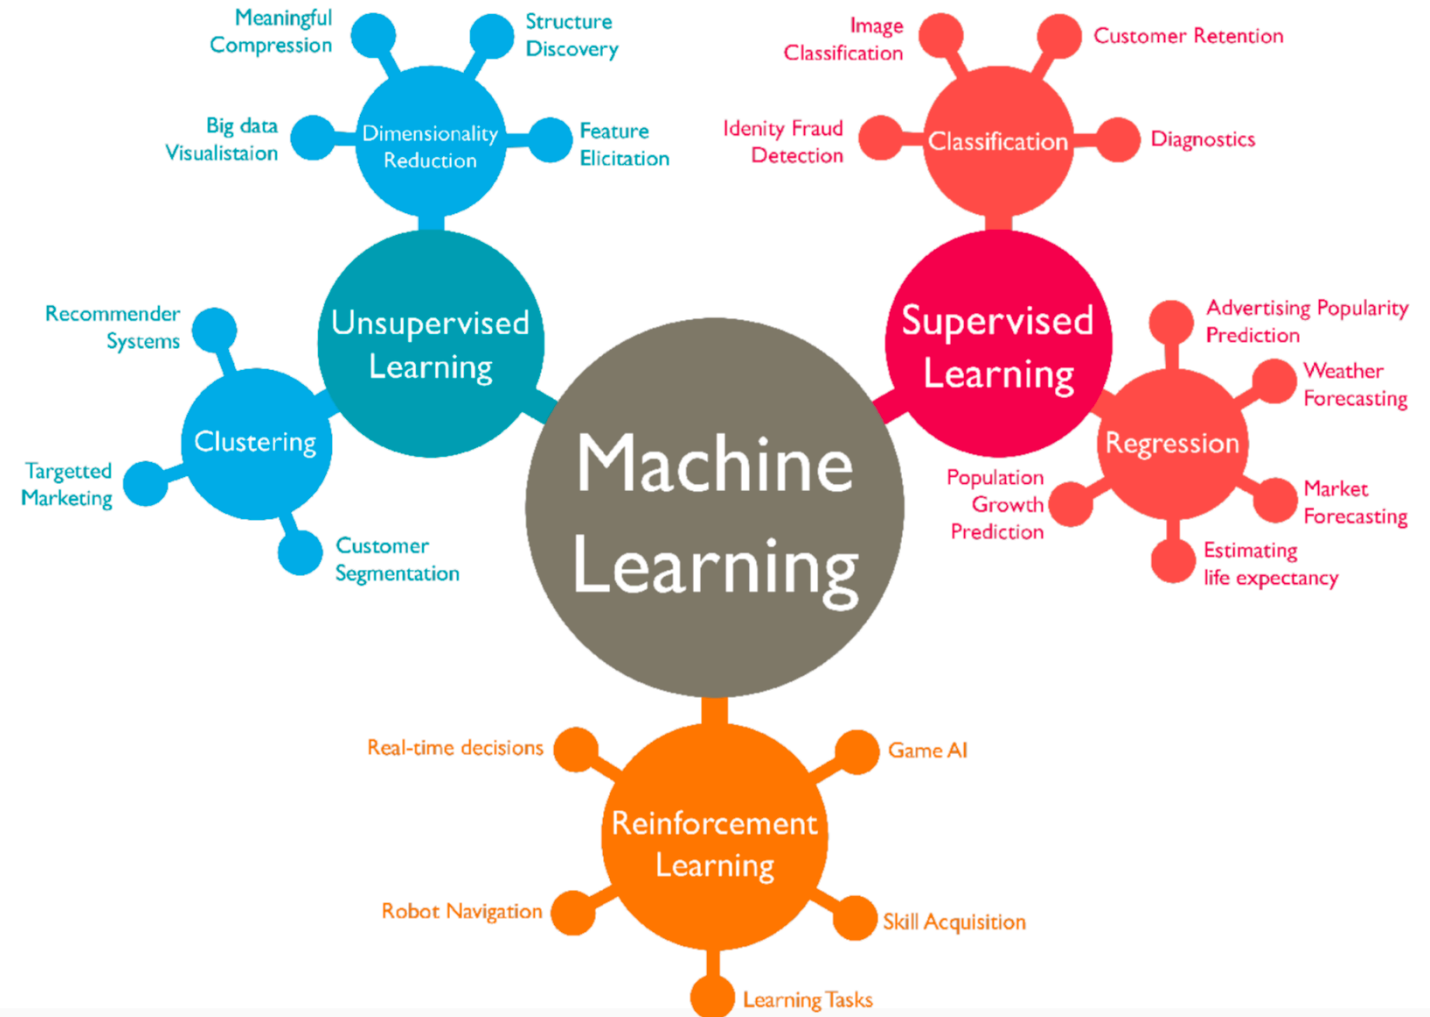 Meaningful
Compression
Structure
Discovery
Big data
Visualistaion
Dimensionality
Reduction
Feature
Elicitation
Image
Classification
Customer Retention
Idenity Fraud
Detection
Classification
Diagnostics
Recommender
Systems
Unsupervised
Learning
Clustering
Targetted
Marketing
Customer
Segmentation
Supervised
Learning
Advertising Popularity
Prediction
Weather
Forecasting
Regression
Population
Growth
Prediction
Market
Forecasting
Estimating
life expectancy
Machine
Learning
Real-time decisions
Game AI
Reinforcement
Learning
Robot Navigation
Skill Acquisition
Learning Tasks